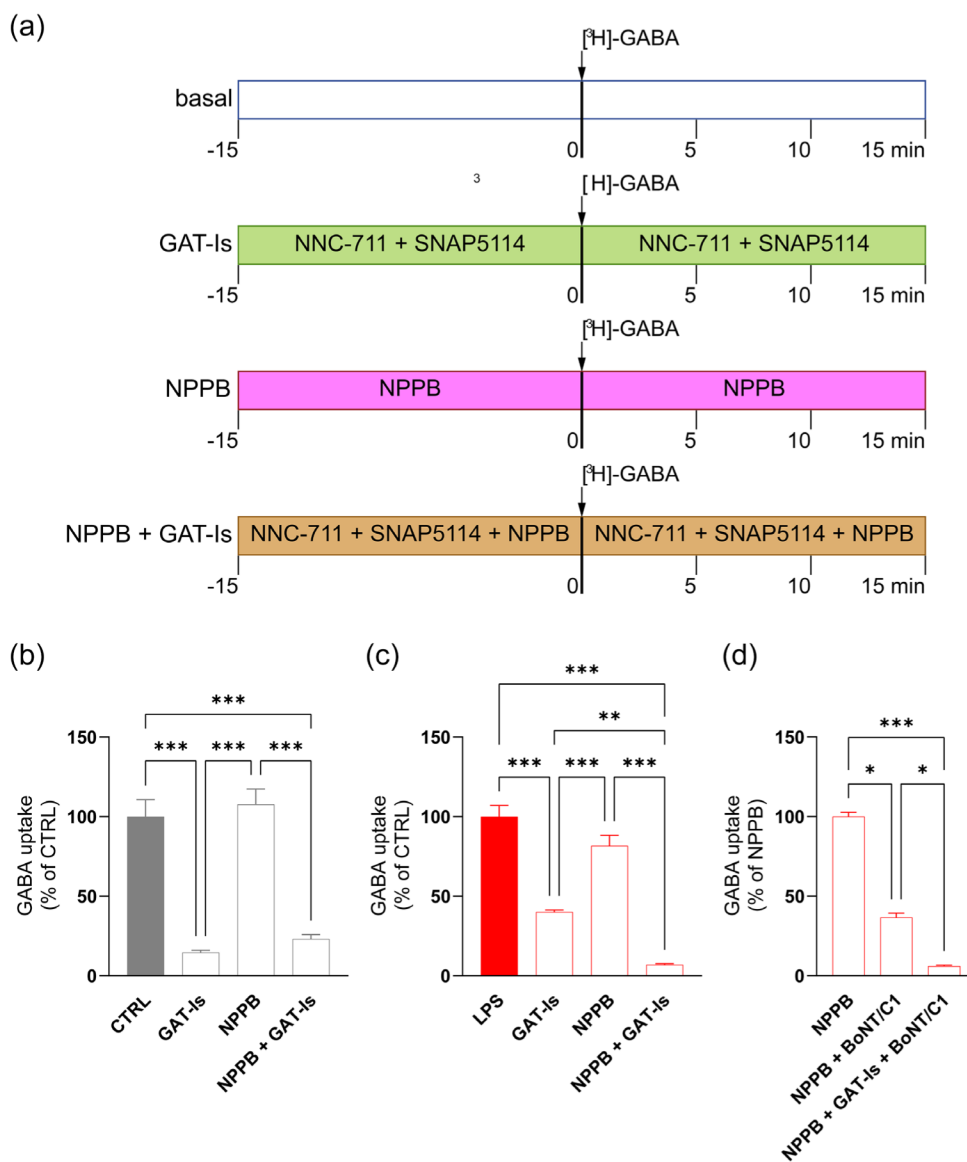 (a)
[³H]-GABA
basal
-15 0 5 10 15 min
3
[ H]-GABA
GAT-Is NNC-711 + SNAP5114 NNC-711 + SNAP5114
-15 0 5 10 15 min
[³H]-GABA
NPPB NPPB NPPB
-15 0 5 10 15 min
[³H]-GABA
NPPB + GAT-Is NNC-711 + SNAP5114 + NPPB NNC-711 + SNAP5114 + NPPB
-15 0 5 10 15 min
(b)
***
*** *** ***
150
100
50
0
GABA uptake
(% of CTRL)
CTRL
GAT-Is
NPPB
NPPB + GAT-Is
(c)
***
**
*** *** ***
150
100
50
0
GABA uptake
(% of CTRL)
LPS
GAT-Is
NPPB
NPPB + GAT-Is
(d)
***
* *
150
100
50
0
GABA uptake
(% of NPPB)
NPPB
NPPB + BoNT/C1
NPPB + GAT-Is + BoNT/C1